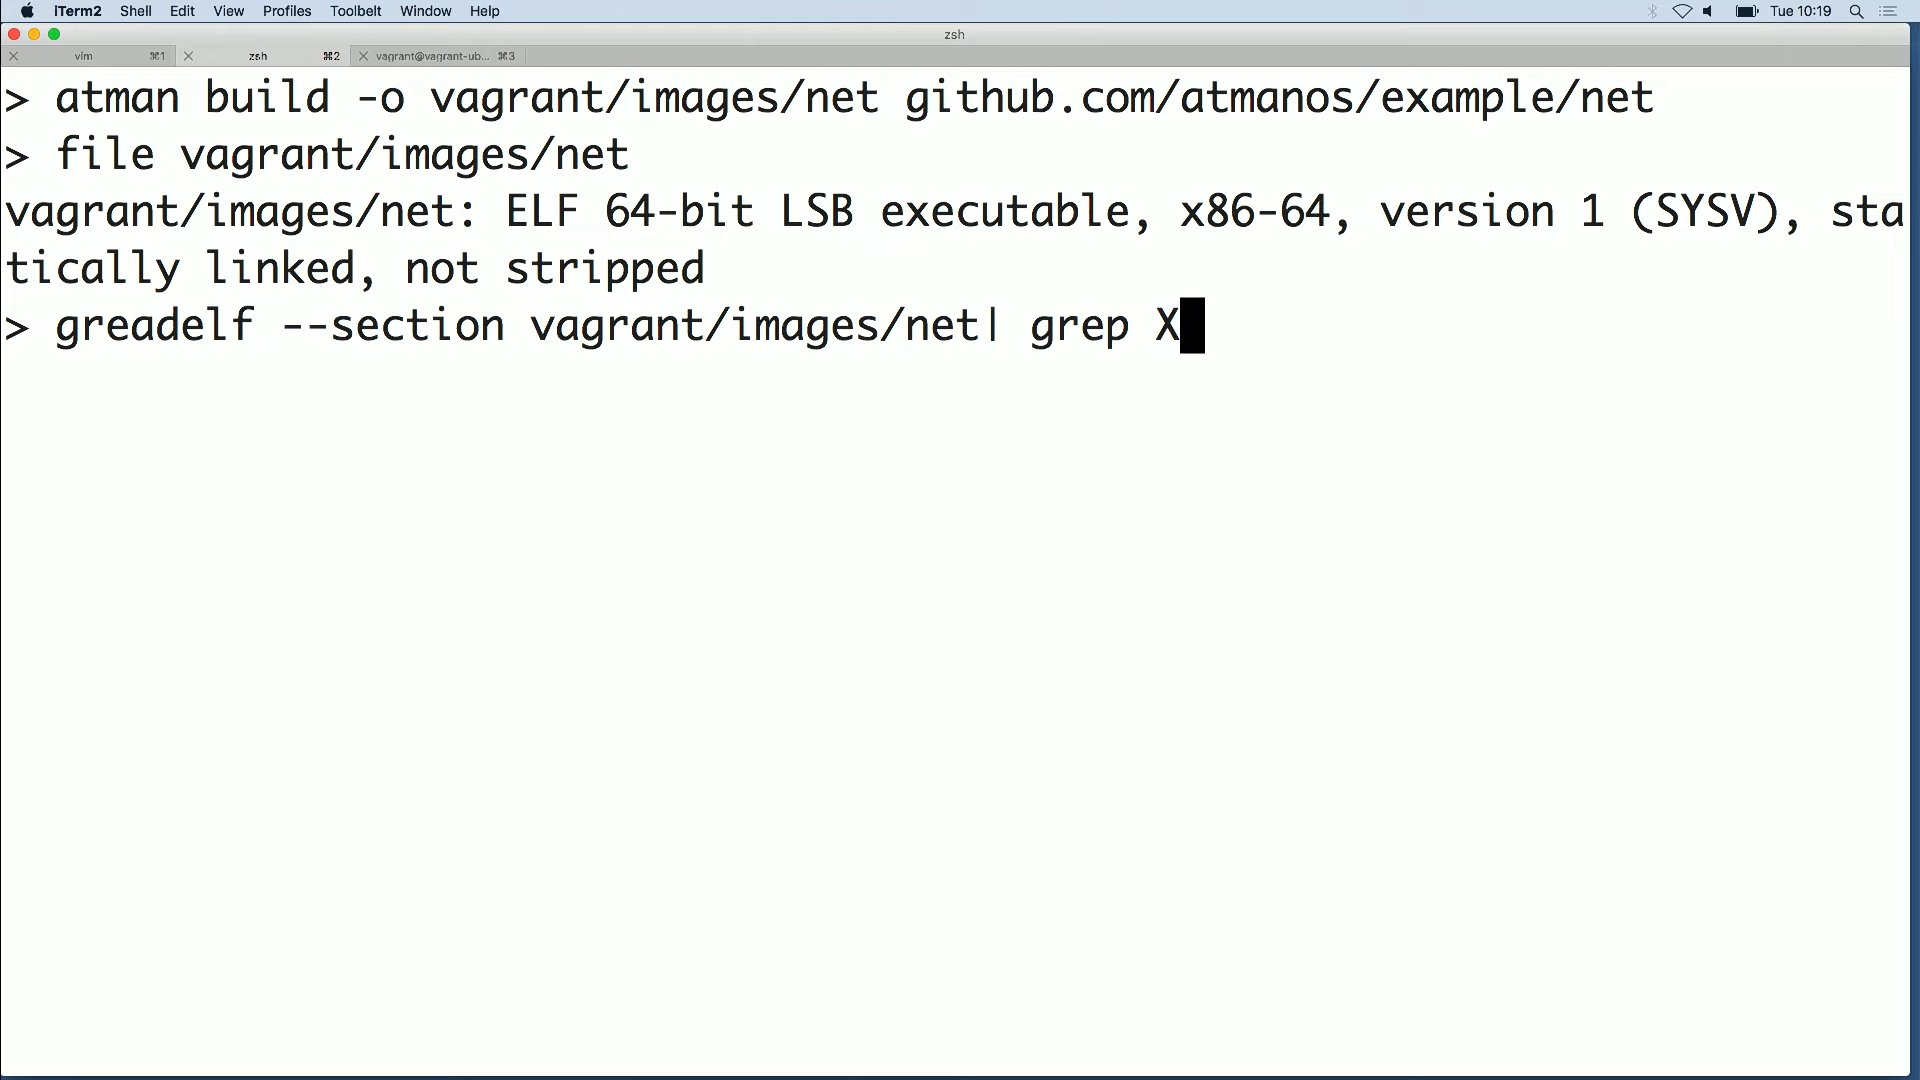 iTerm2 Shell Edit View Profiles Toolbelt Window Help Tue 10:19
zsh
vlm ⌘1 zsh ⌘2 vagrant@vagrant-ub... ⌘3
> atman build -o vagrant/images/net github.com/atmanos/example/net
> file vagrant/images/net
vagrant/images/net: ELF 64-bit LSB executable, x86-64, version 1 (SYSV), sta
tically linked, not stripped
> greadelf --section vagrant/images/net| grep X